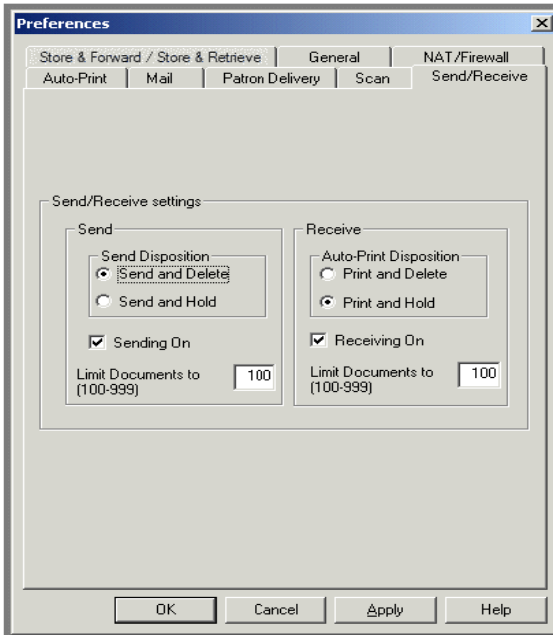 Preferences
Store & Forward / Store & Retrieve General NAT/Firewall
Auto-Print Mail Patron Delivery Scan Send/Receive
Send/Receive settings
Send
Send Disposition
Send and Delete
Send and Hold
Sending On
Limit Documents to 100
(100-999)
Receive
Auto-Print Disposition
Print and Delete
Print and Hold
Receiving On
Limit Documents to 100
(100-999)
OK Cancel Apply Help